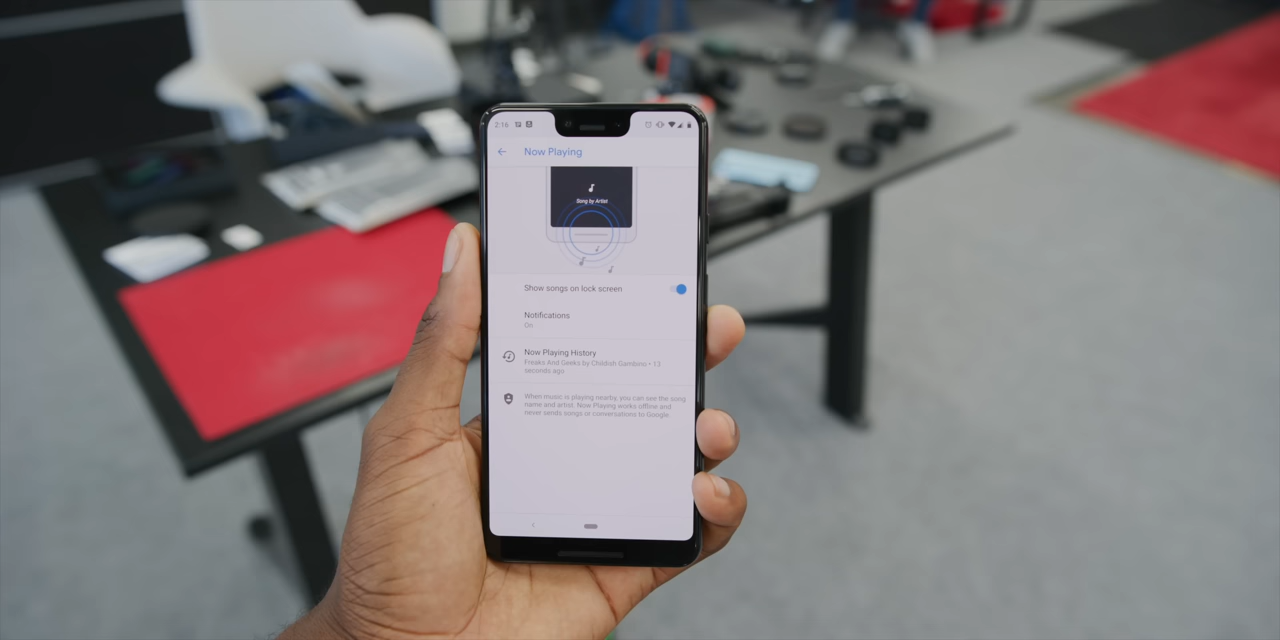 2:16
Now Playing
Song by Artist
Show songs on lock screen
Notifications
On
Now Playing History
Freaks And Geeks by Childish Gambino • 13
seconds ago
When music is playing nearby, you can see the song
name and artist. Now Playing works offline and
never sends songs or conversations to Google.